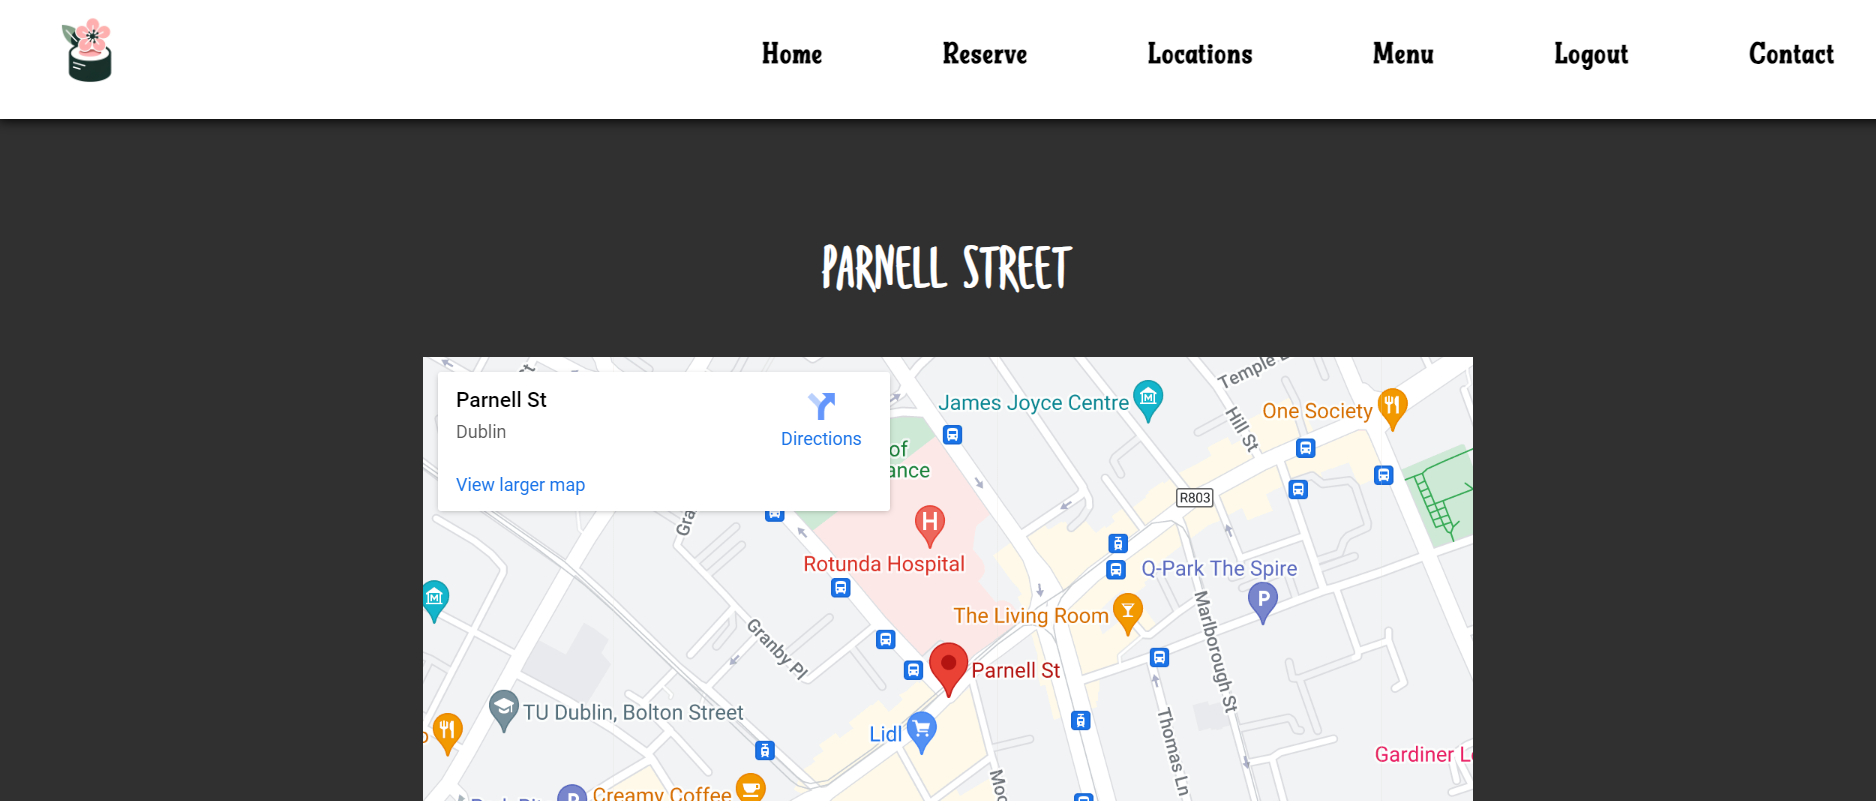 Home
Reserve
Locations
Menu
Logout
Contact
PARNELL STREET
Parnell St
Dublin
Directions
View larger map
James Joyce Centre
Temple
One Society
Hill St
of
ance
R803
Rotunda Hospital
Q-Park The Spire
The Living Room
Marlborough St
Granby Pl
Parnell St
TU Dublin, Bolton Street
Lidl
Thomas Ln
Gardiner L
Creamy Coffee